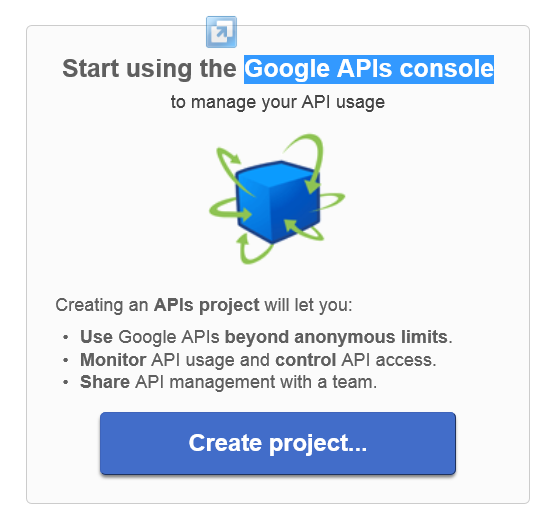 Start using the Google APIs console
to manage your API usage
Creating an APIs project will let you:
• Use Google APIs beyond anonymous limits.
• Monitor API usage and control API access.
• Share API management with a team.
Create project...